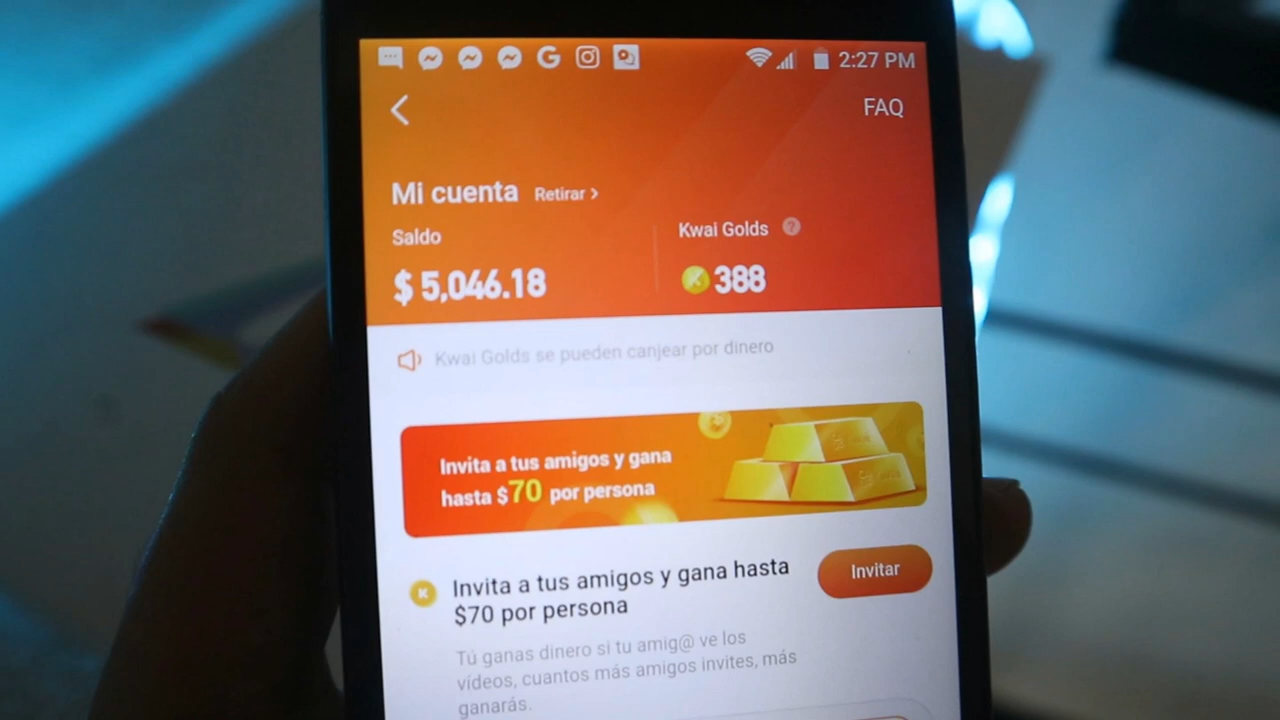 2:27 PM
FAQ
Mi cuenta Retirar >
Saldo
Kwai Golds ?
$ 5,046.18
388
Kwai Golds se pueden canjear por dinero
Invita a tus amigos y gana
hasta $70 por persona
Invita a tus amigos y gana hasta
$70 por persona
Invitar
Tú ganas dinero si tu amig@ ve los
vídeos, cuantos más amigos invites, más
ganarás.